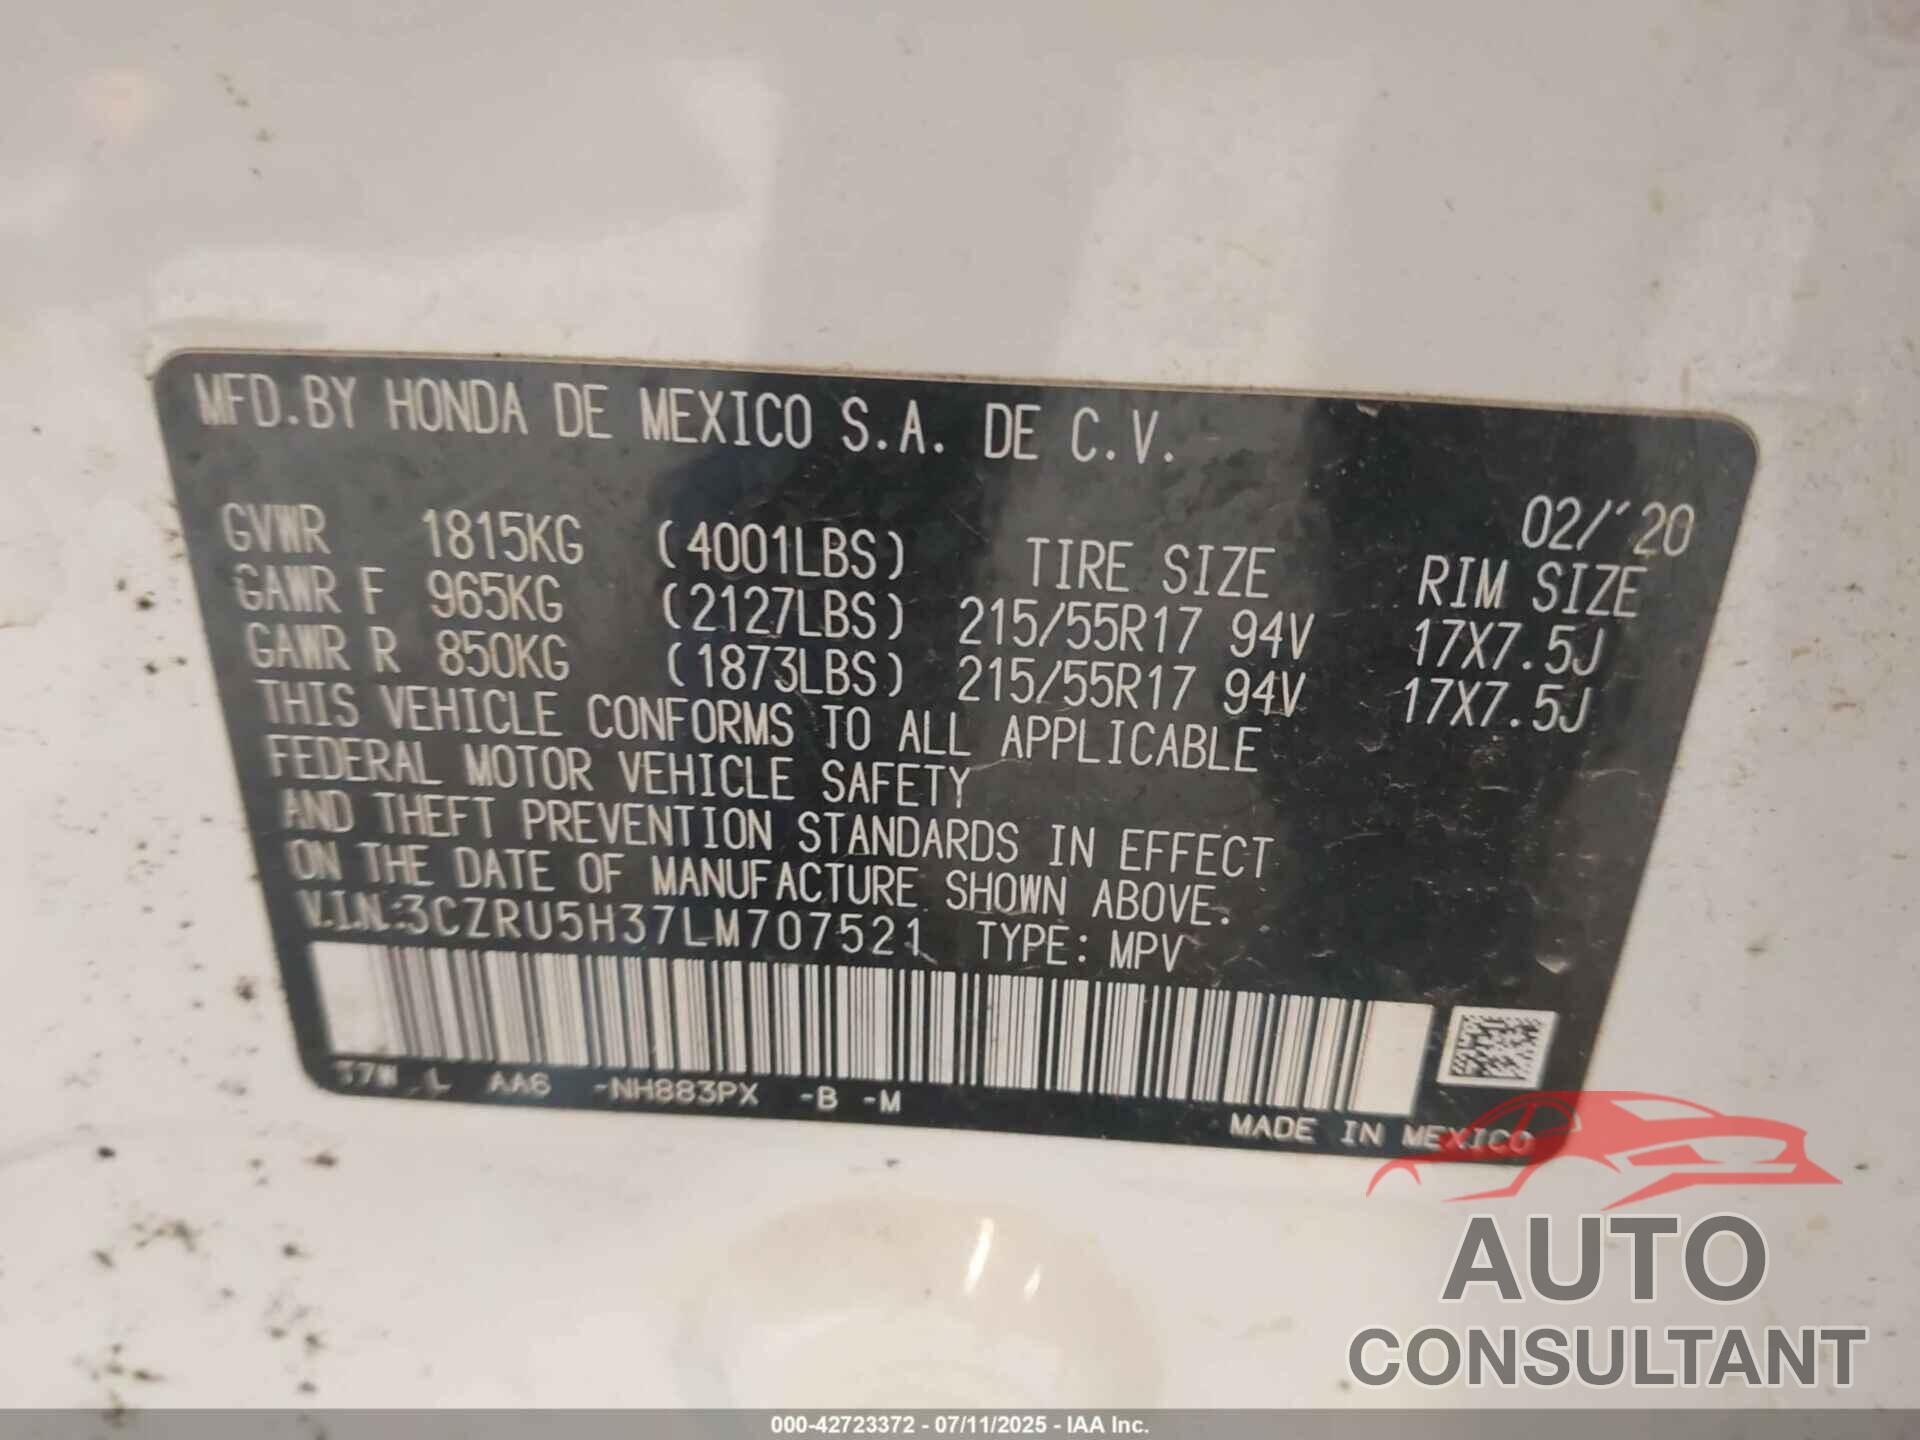 MFD.BY HONDA DE MEXICO S.A. DE C.V.
02/'20
GVWR 1815KG (4001LBS) TIRE SIZE RIM SIZE
GAWR F 965KG (2127LBS) 215/55R17 94V 17X7.5J
GAWR R 850KG (1873LBS) 215/55R17 94V 17X7.5J
THIS VEHICLE CONFORMS TO ALL APPLICABLE
FEDERAL MOTOR VEHICLE SAFETY
AND THEFT PREVENTION STANDARDS IN EFFECT
ON THE DATE OF MANUFACTURE SHOWN ABOVE.
V.I.N.:3CZRU5H37LM707521 TYPE: MPV
T7W L AA6 -NH883PX -B -M
MADE IN MEXICO
AUTO
CONSULTANT
000-42723372 - 07/11/2025 - IAA Inc.